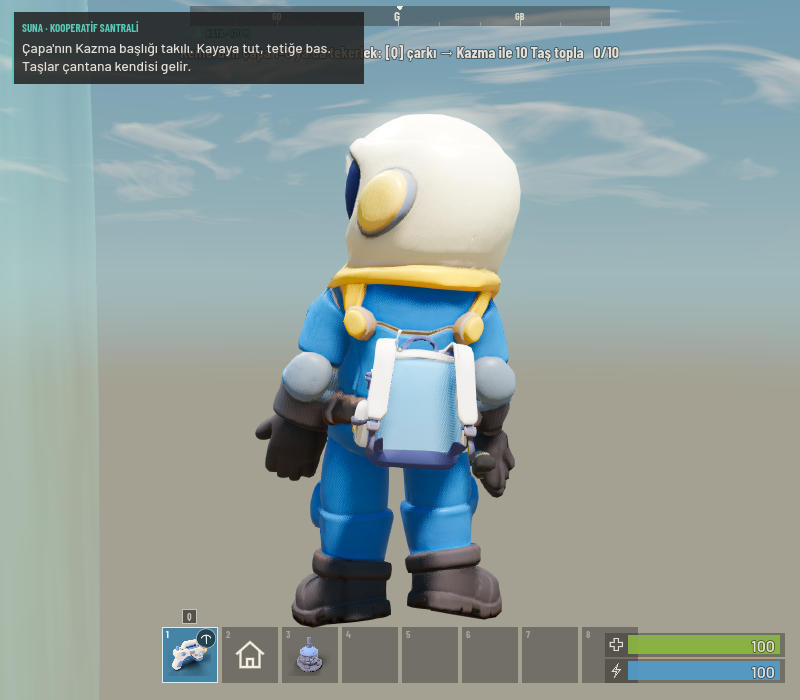 GD
G
GB
SUNA · KOOPERATİF SANTRALİ
Çapa'nın Kazma başlığı takılı. Kayaya tut, tetiğe bas.
Taşlar çantana kendisi gelir.
tekerlek: [Q] çarkı → Kazma ile 10 Taş topla 0/10
Q
1
2
3
4
5
6
7
8
100
100